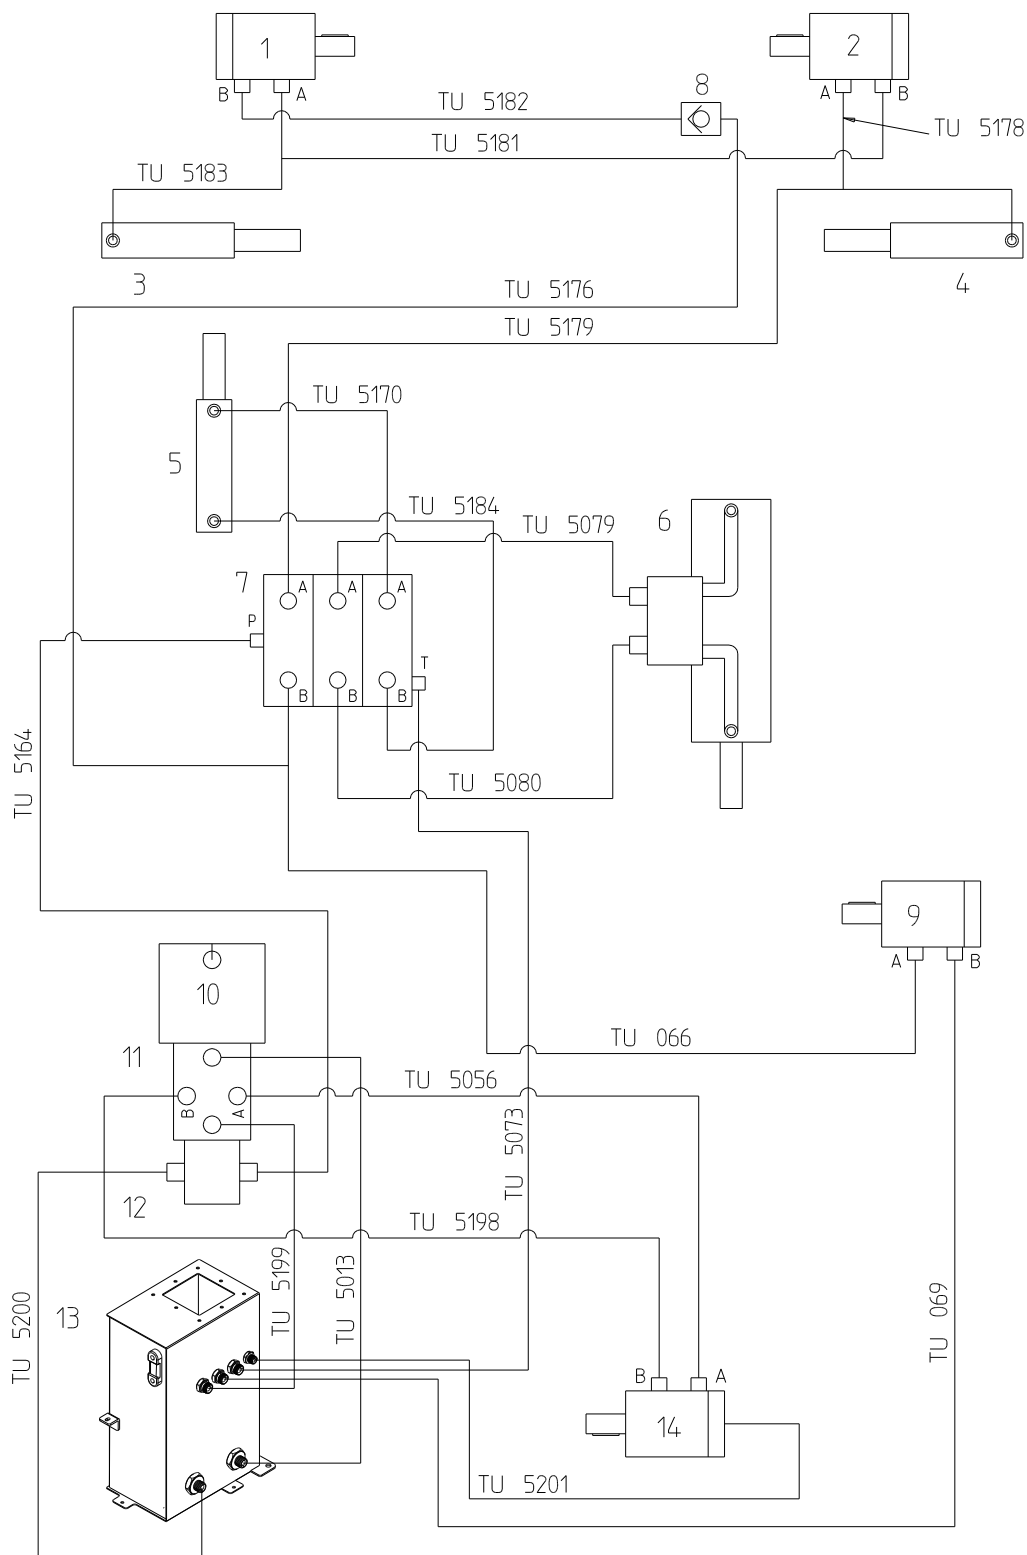 1
2
B
A
A
B
8
TU 5182
TU 5181
TU 5178
TU 5183
3
4
TU 5176
TU 5179
TU 5170
5
TU 5184
TU 5079
6
7
A
A
A
P
T
B
B
B
TU 5164
TU 5080
9
A
B
10
TU 066
11
TU 5056
B
A
TU 5073
12
TU 5198
TU 5199
TU 5013
TU 5200
13
TU 069
B
A
14
TU 5201